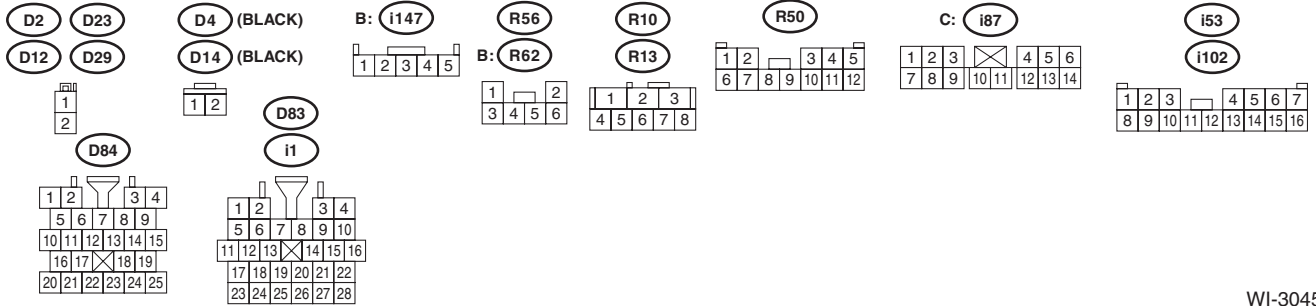 D2 D23 D4 (BLACK) B: i147 R56 R10 R50 C: i87 i53
D12 D29 D14 (BLACK) B: R62 R13 i102
1 2 3 4 5
1 2 3 4 5
6 7 8 9 10 11 12
1 2 3 4 5 6
7 8 9 10 11 12 13 14
1
2
1 2
1 2
3 4 5 6
1 2 3
4 5 6 7 8
1 2 3 4 5 6 7
8 9 10 11 12 13 14 15 16
D83
D84 i1
1 2 3 4
5 6 7 8 9
10 11 12 13 14 15
16 17 18 19
20 21 22 23 24 25
1 2 3 4
5 6 7 8 9 10
11 12 13 14 15 16
17 18 19 20 21 22
23 24 25 26 27 28
WI-3045